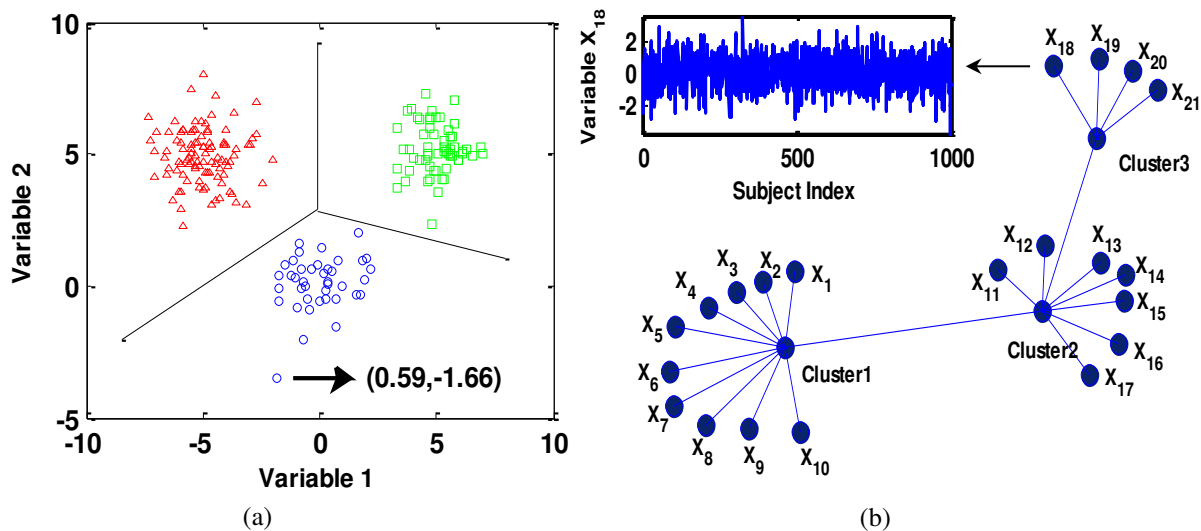 10
5
0
-5
-10
-5
0
5
10
Variable 2
Variable 1
(0.59,-1.66)
(a)
Variable X18
2
0
-2
0
500
1000
Subject Index
X18
X19
X20
X21
Cluster3
X12
X13
X14
X11
X15
Cluster2
X16
X17
X1
X2
X3
X4
X5
X6
X7
X8
X9
X10
Cluster1
(b)